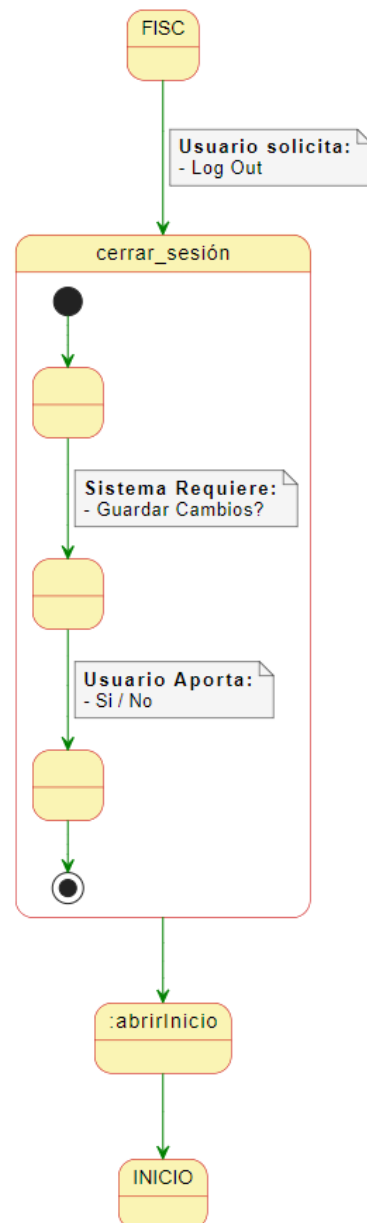 FISC
Usuario solicita:
- Log Out
cerrar_sesión
Sistema Requiere:
- Guardar Cambios?
Usuario Aporta:
- Si / No
:abrirInicio
INICIO